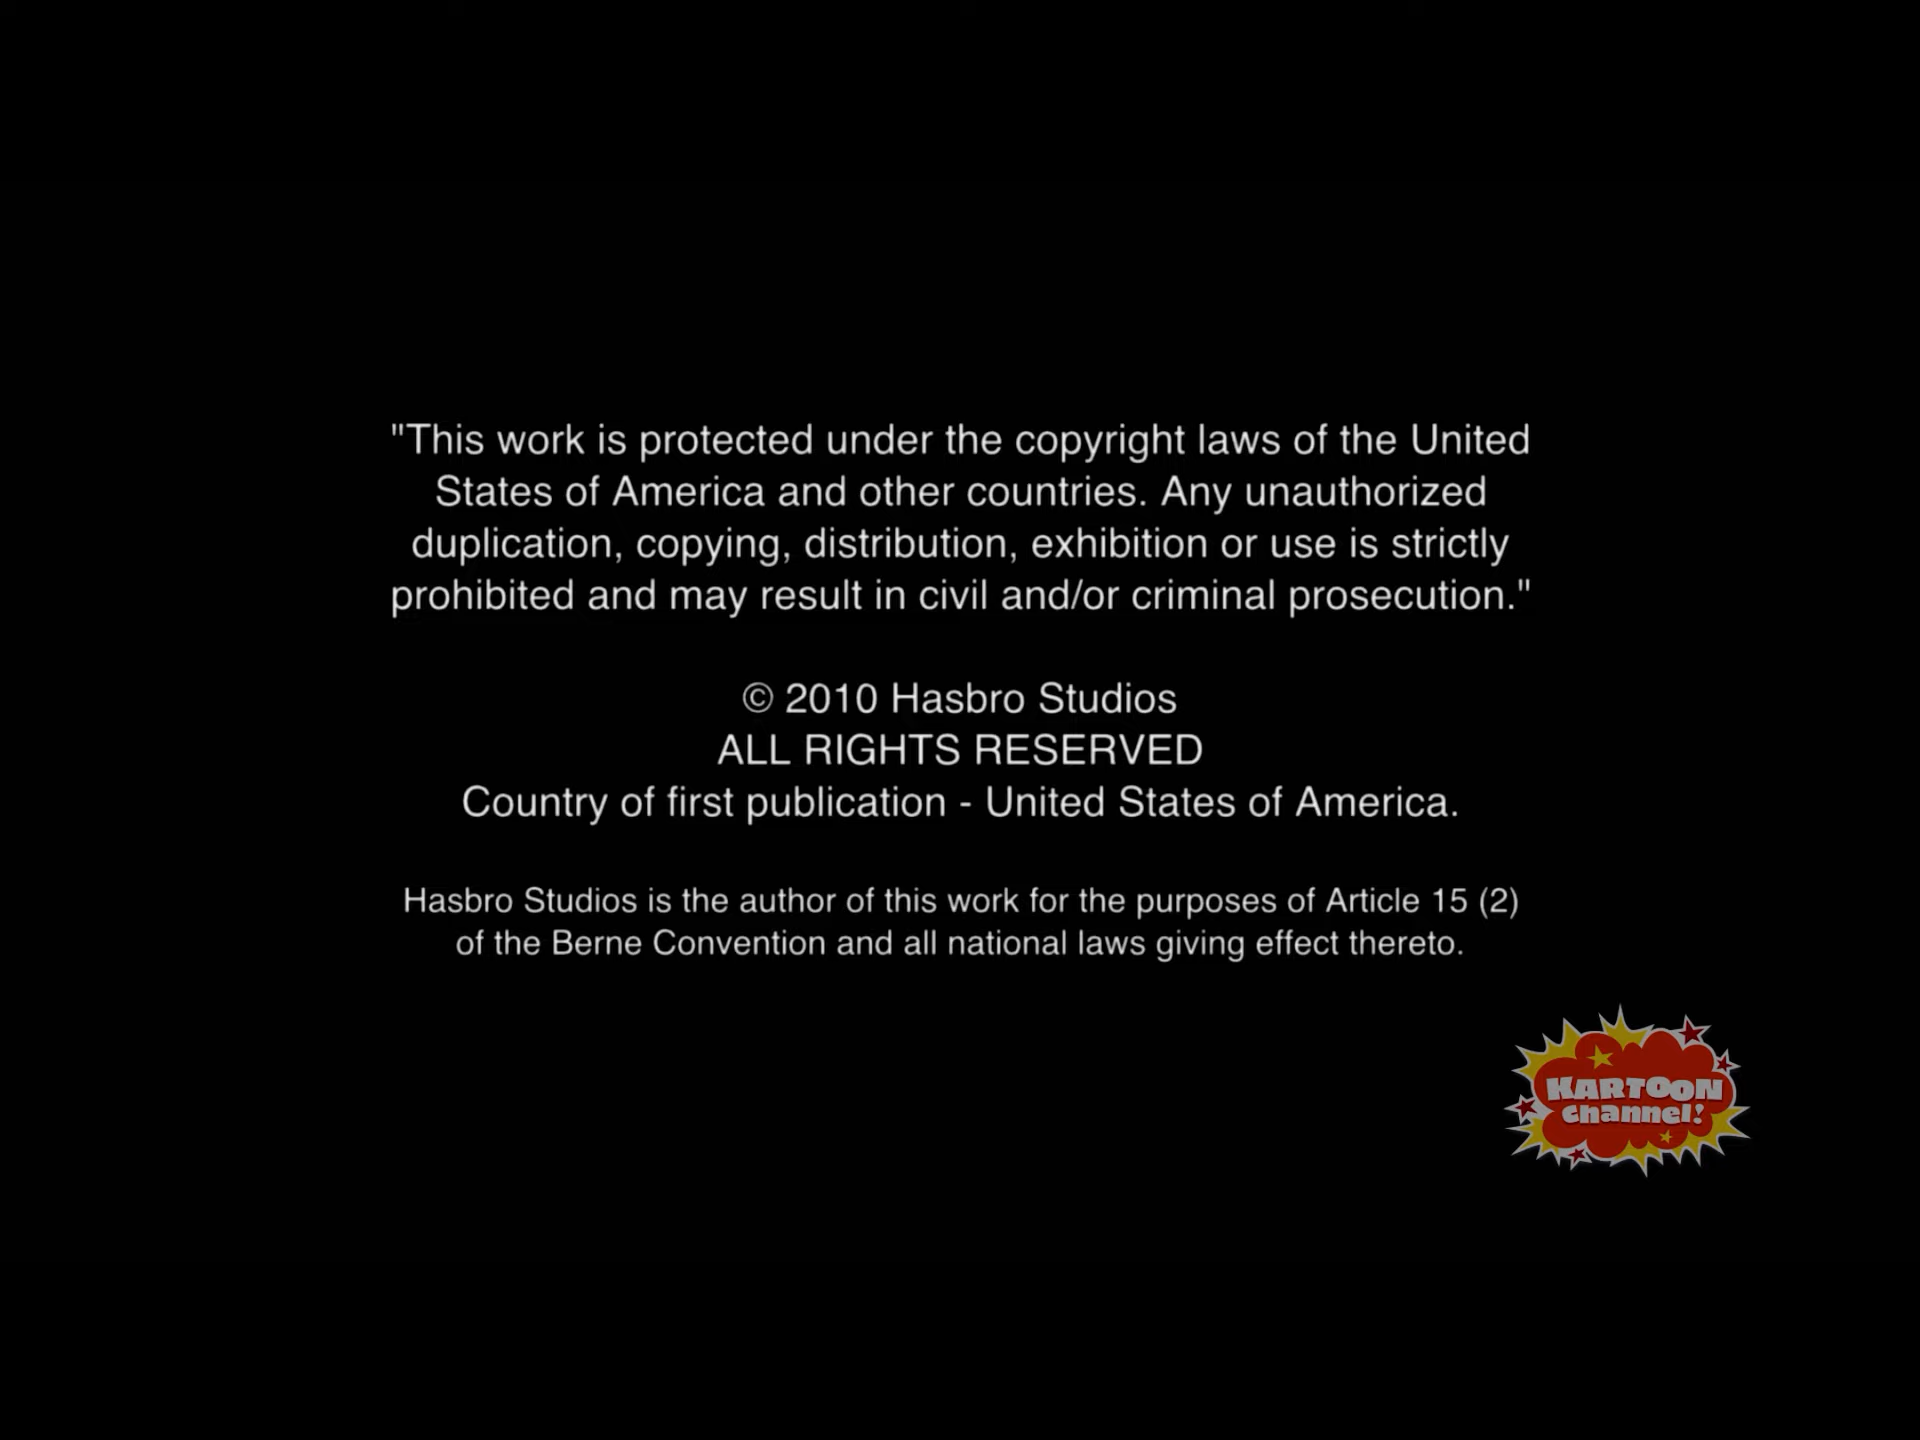 "This work is protected under the copyright laws of the United
States of America and other countries. Any unauthorized
duplication, copying, distribution, exhibition or use is strictly
prohibited and may result in civil and/or criminal prosecution."
© 2010 Hasbro Studios
ALL RIGHTS RESERVED
Country of first publication - United States of America.
Hasbro Studios is the author of this work for the purposes of Article 15 (2)
of the Berne Convention and all national laws giving effect thereto.
KARTOON
channel!